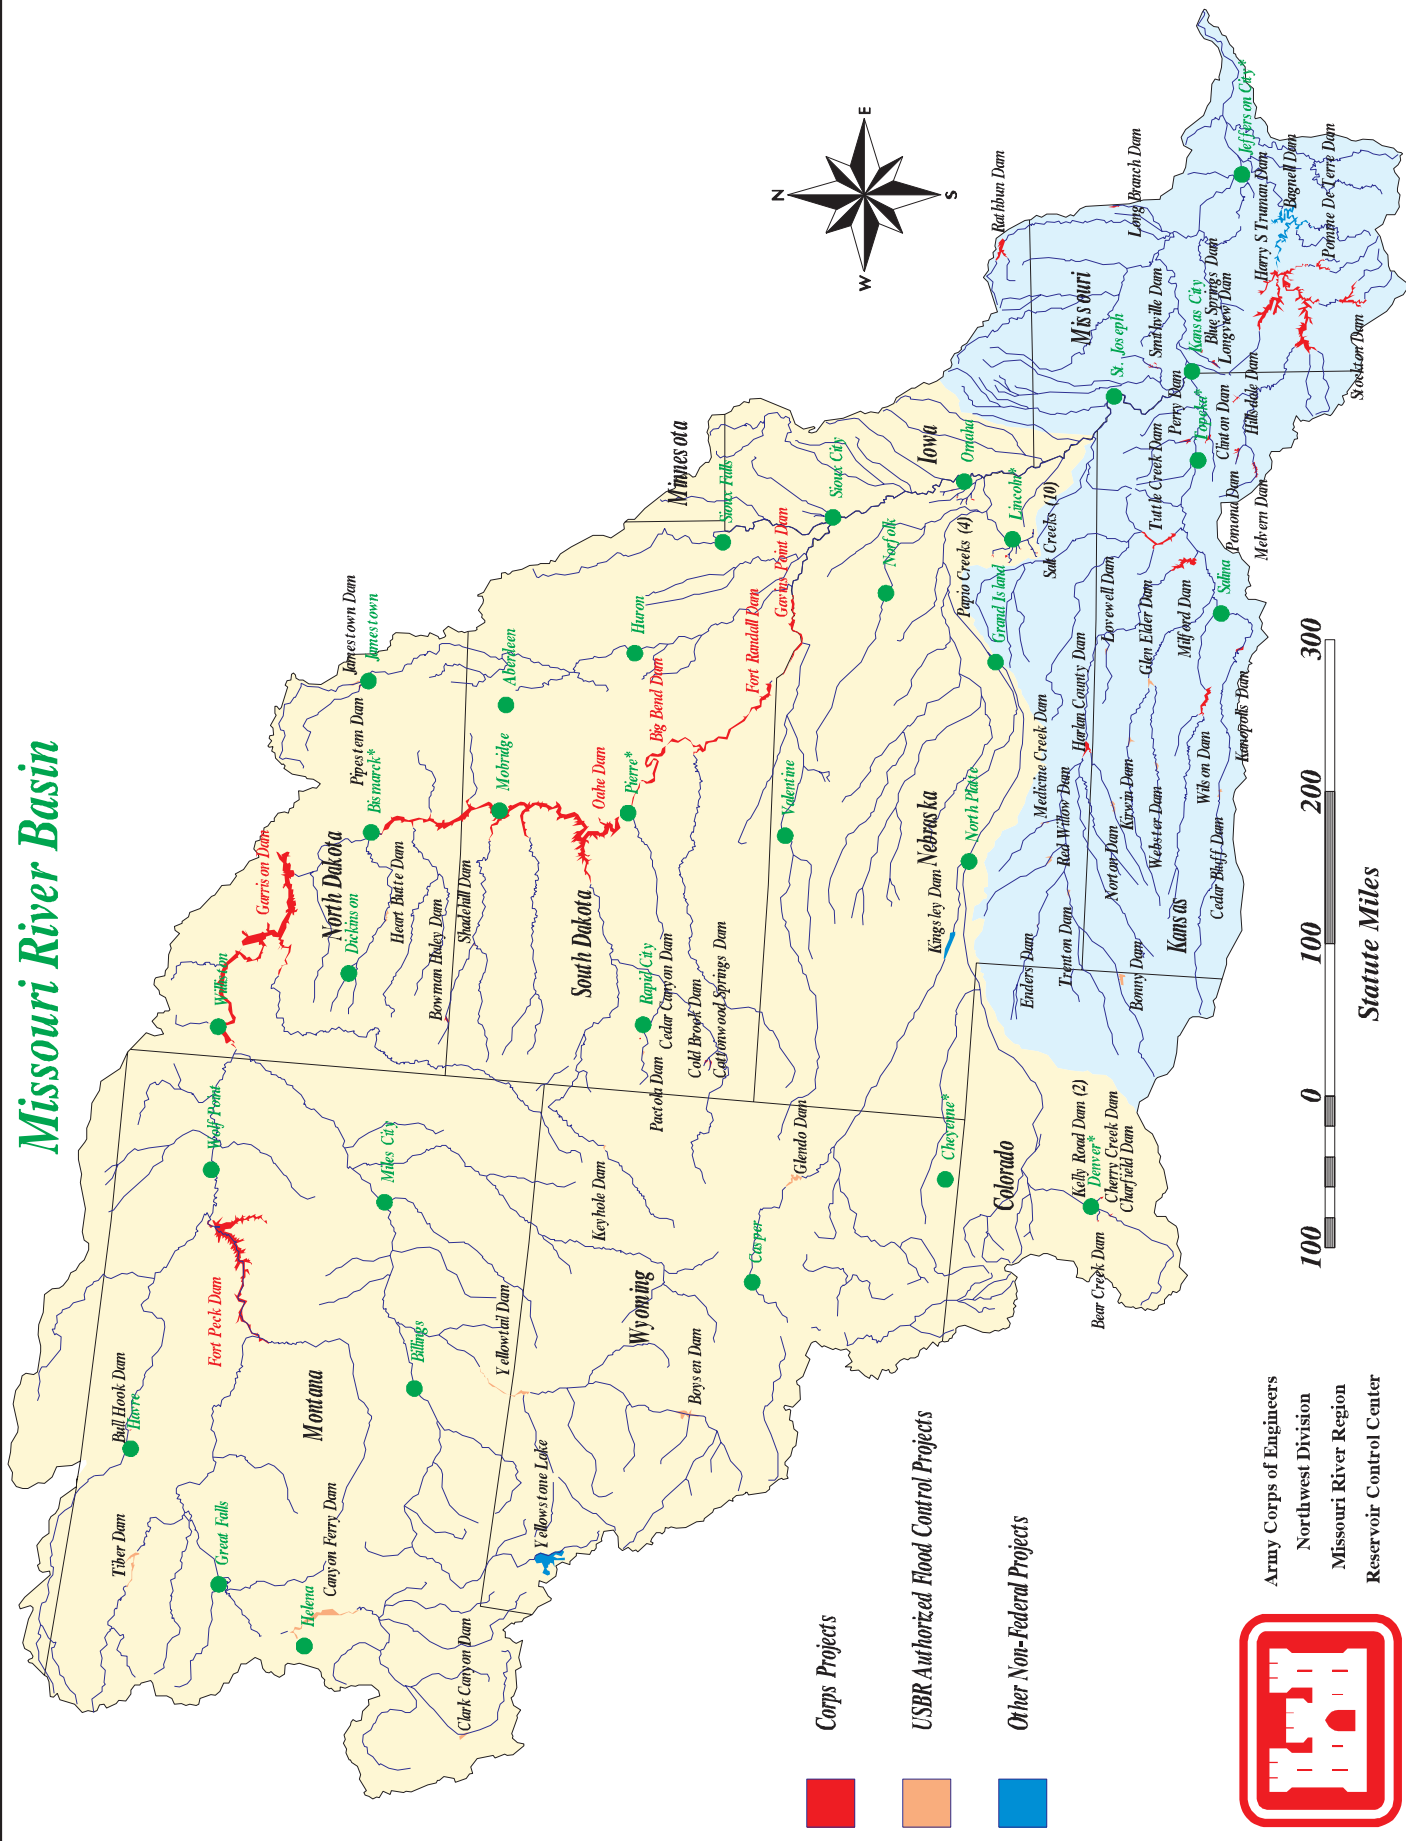 Missouri River Basin
N
E
S
W
Bull Hook Dam
Havre
Tiber Dam
Great Falls
Helena
Canyon Ferry Dam
Clark Canyon Dam
Montana
Fort Peck Dam
Wolf Point
Miles City
Billings
Yellowtail Dam
Yellowstone Lake
Wyoming
Boysen Dam
Keyhole Dam
Casper
Glendo Dam
Cheyenne*
Williston
Garrison Dam
North Dakota
Dickinson
Heart Butte Dam
Bowman Haley Dam
Bismarck*
Pipestem Dam
Jamestown Dam
Jamestown
Shadehill Dam
Mobridge
Aberdeen
South Dakota
Oahe Dam
Pierre*
Huron
Big Bend Dam
Rapid City
Pactola Dam
Cedar Canyon Dam
Cold Brook Dam
Cottonwood Springs Dam
Fort Randall Dam
Gavins Point Dam
Minnesota
Sioux Falls
Sioux City
Iowa
Omaha
Valentine
Norfolk
Nebraska
Kingsley Dam
North Platte
Grand Island
Papio Creeks (4)
Lincoln*
Salt Creeks (10)
Colorado
Kelly Road Dam (2)
Denver*
Cherry Creek Dam
Charfield Dam
Bear Creek Dam
Enders Dam
Trenton Dam
Bonny Dam
Medicine Creek Dam
Red Willow Dam
Harlan County Dam
Norton Dam
Kirwin Dam
Webster Dam
Kansas
Cedar Bluff Dam
Wilson Dam
Kanopolis Dam
Lovewell Dam
Glen Elder Dam
Milford Dam
Salina
Tuttle Creek Dam
Perry Dam
Topeka*
Clinton Dam
Pomona Dam
Melvern Dam
Hillsdale Dam
Rathbun Dam
Missouri
St. Joseph
Smithville Dam
Long Branch Dam
Kansas City
Blue Springs Dam
Longview Dam
Jefferson City*
Harry S Truman Dam
Bagnell Dam
Pomme De Terre Dam
Stockton Dam
Corps Projects
USBR Authorized Flood Control Projects
Other Non-Federal Projects
100 0 100 200 300
Statute Miles
Army Corps of Engineers
Northwest Division
Missouri River Region
Reservoir Control Center